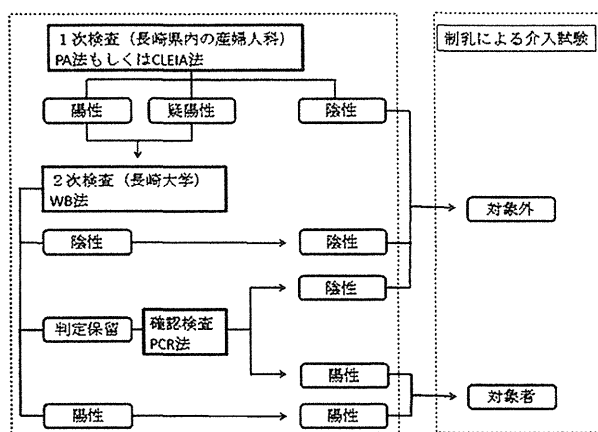 1次検査（長崎県内の産婦人科）
PA法もしくはCLEIA法
制乳による介入試験
陽性
疑陽性
陰性
2次検査（長崎大学）
WB法
対象外
陰性
陰性
陰性
判定保留
確認検査
PCR法
陽性
対象者
陽性
陽性